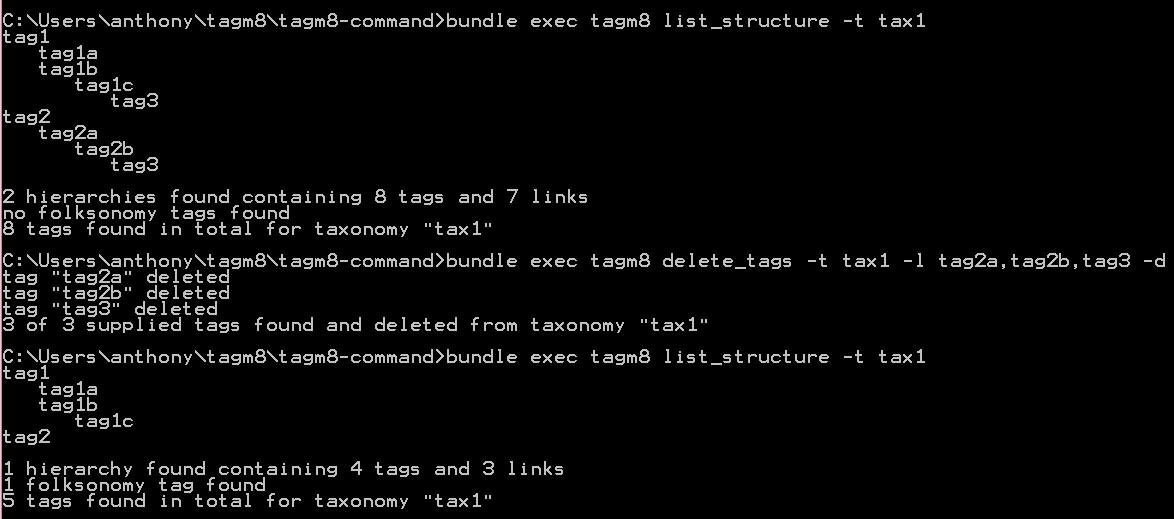 C:\Users\anthony\tagm8\tagm8-command>bundle exec tagm8 list_structure -t tax1
tag1
   tag1a
   tag1b
      tag1c
         tag3
tag2
   tag2a
      tag2b
         tag3

2 hierarchies found containing 8 tags and 7 links
no folksonomy tags found
8 tags found in total for taxonomy "tax1"

C:\Users\anthony\tagm8\tagm8-command>bundle exec tagm8 delete_tags -t tax1 -l tag2a,tag2b,tag3 -d
tag "tag2a" deleted
tag "tag2b" deleted
tag "tag3" deleted
3 of 3 supplied tags found and deleted from taxonomy "tax1"

C:\Users\anthony\tagm8\tagm8-command>bundle exec tagm8 list_structure -t tax1
tag1
   tag1a
   tag1b
      tag1c
tag2

1 hierarchy found containing 4 tags and 3 links
1 folksonomy tag found
5 tags found in total for taxonomy "tax1"